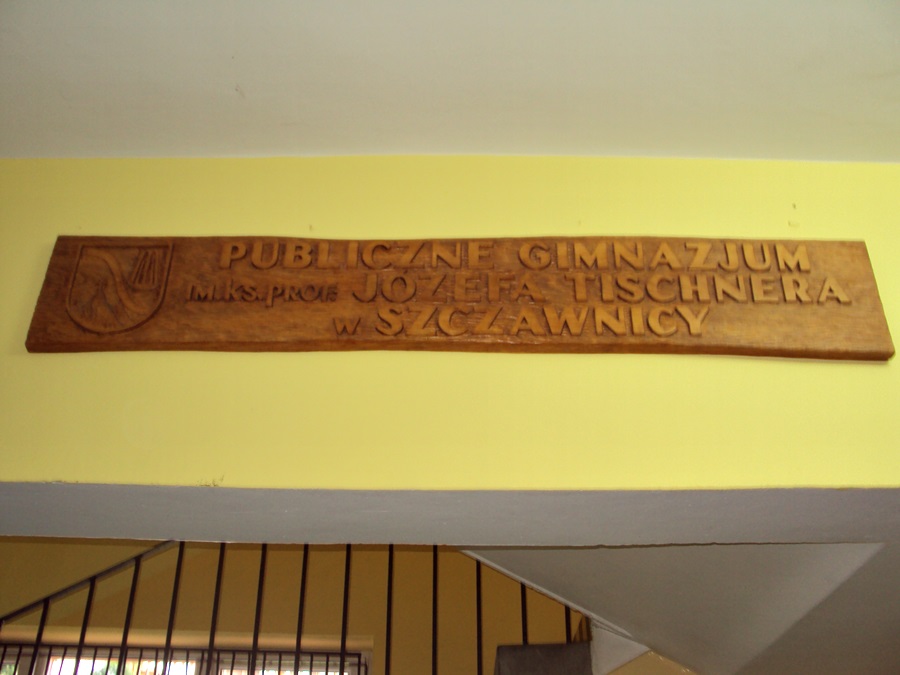 PUBLICZNE GIMNAZJUM
IM.KS.PROF. JÓZEFA TISCHNERA
W SZCZAWNICY